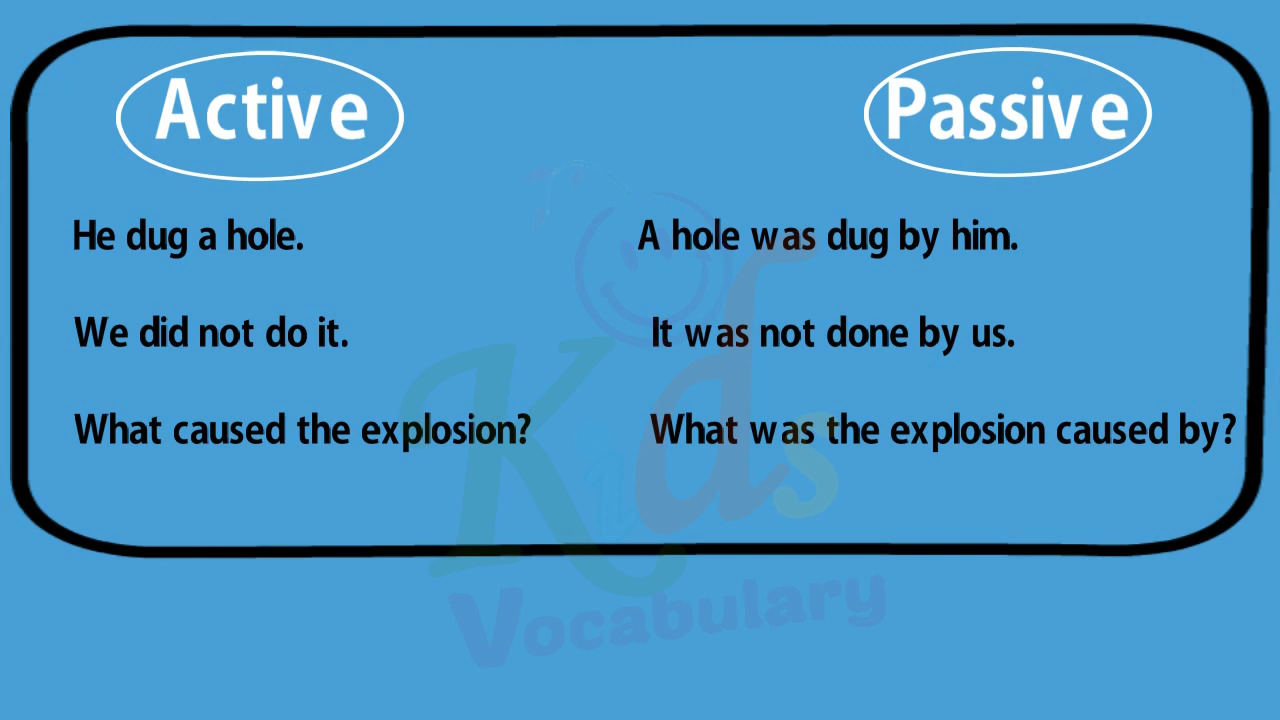 Active Passive
He dug a hole. A hole was dug by him.
We did not do it. It was not done by us.
What caused the explosion? What was the explosion caused by?
Kids
Vocabulary